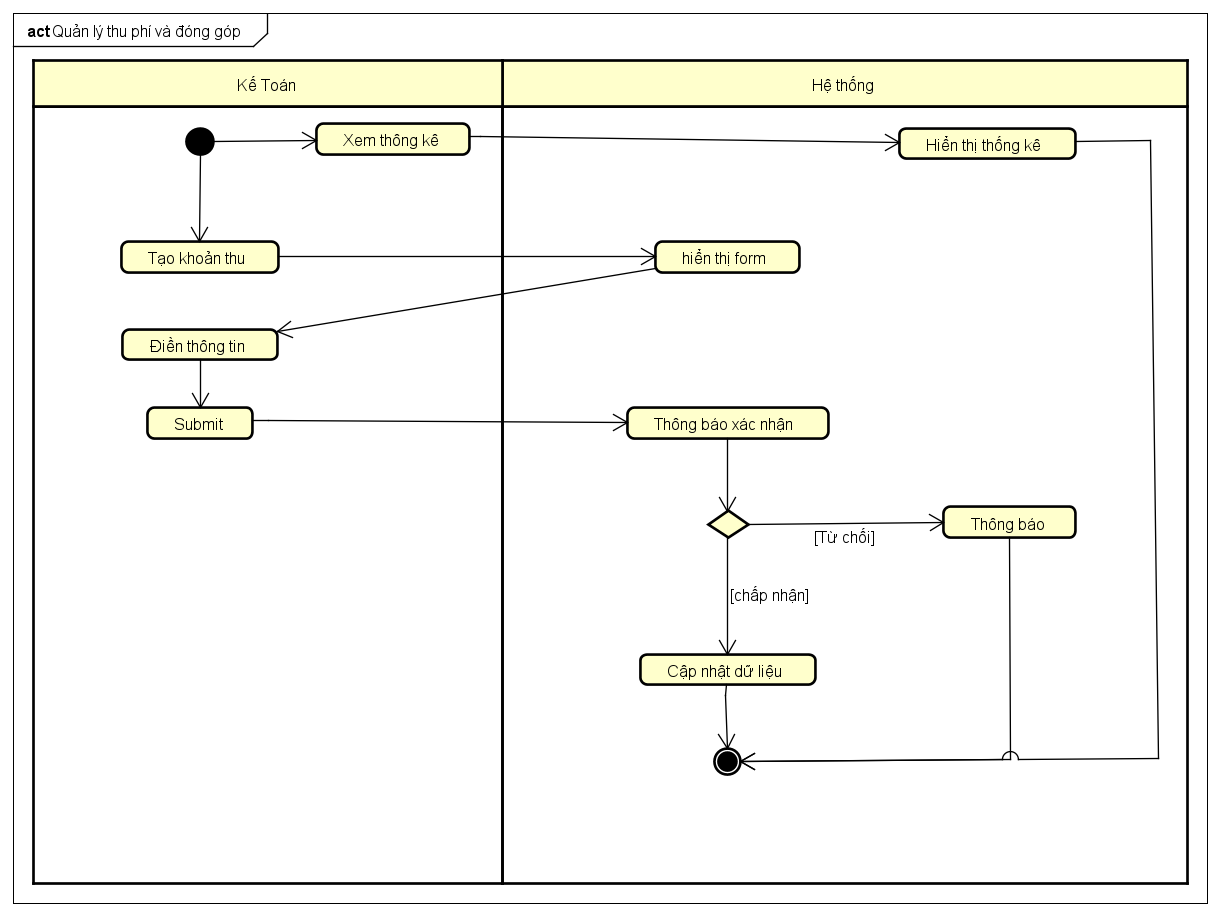 act Quản lý thu phí và đóng góp
Kế Toán
Hệ thống
Xem thông kê
Hiển thị thống kê
Tạo khoản thu
hiển thị form
Điền thông tin
Submit
Thông báo xác nhận
Thông báo
[Từ chối]
[chấp nhận]
Cập nhật dữ liệu